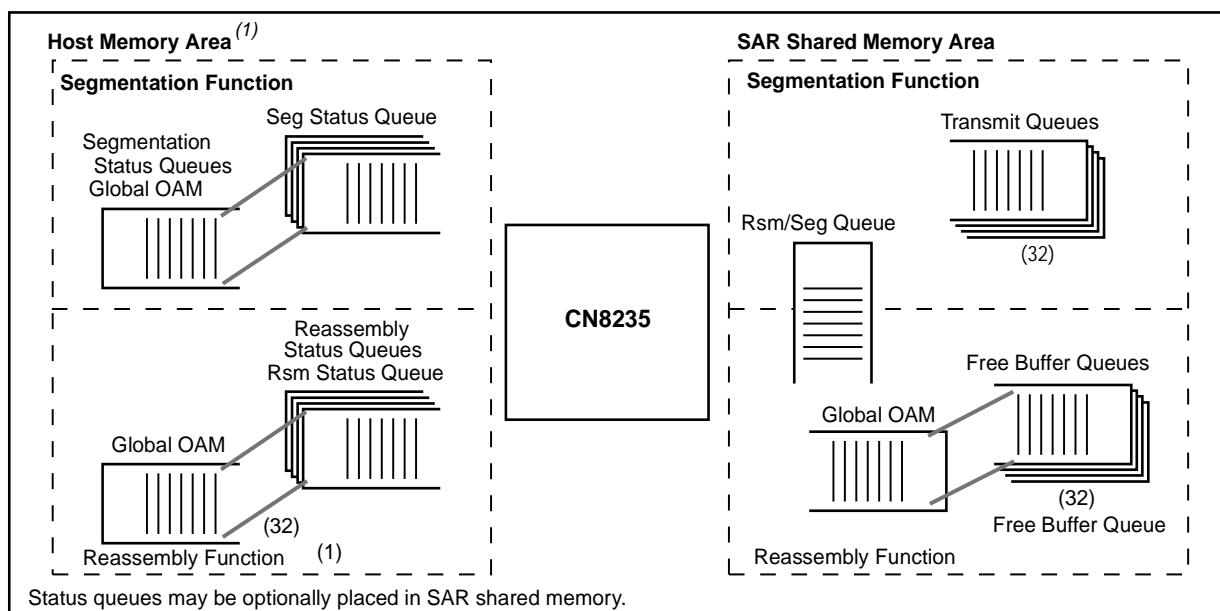 Host Memory Area (1)
Segmentation Function
Seg Status Queue
Segmentation
Status Queues
Global OAM
Reassembly
Status Queues
Rsm Status Queue
Global OAM
(32)
Reassembly Function
(1)
CN8235
SAR Shared Memory Area
Segmentation Function
Transmit Queues
(32)
Rsm/Seg Queue
Free Buffer Queues
Global OAM
(32)
Free Buffer Queue
Reassembly Function
Status queues may be optionally placed in SAR shared memory.